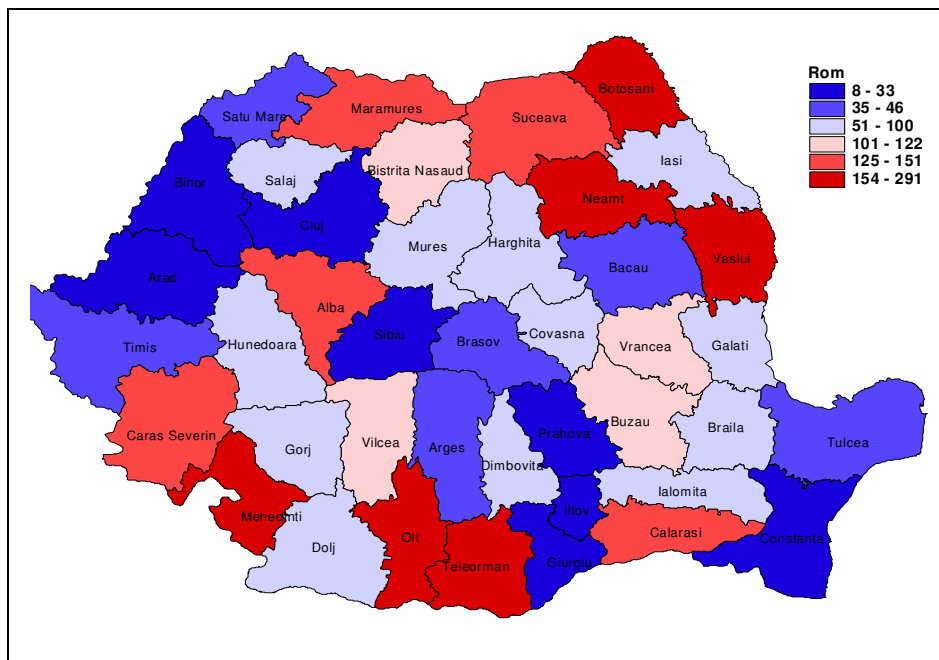 Rom
8 - 33
35 - 46
51 - 100
101 - 122
125 - 151
154 - 291
Botosani
Satu Mare
Maramures
Suceava
Iasi
Bistrita Nasaud
Salaj
Bihor
Neamt
Cluj
Mures
Harghita
Vaslui
Bacau
Arad
Alba
Sibiu
Covasna
Timis
Hunedoara
Brasov
Vrancea
Galati
Caras Severin
Vilcea
Prahova
Buzau
Braila
Tulcea
Gorj
Arges
Dimbovita
Ialomita
Ilfov
Mehedinti
Calarasi
Constanta
Olt
Dolj
Teleorman
Giurgiu